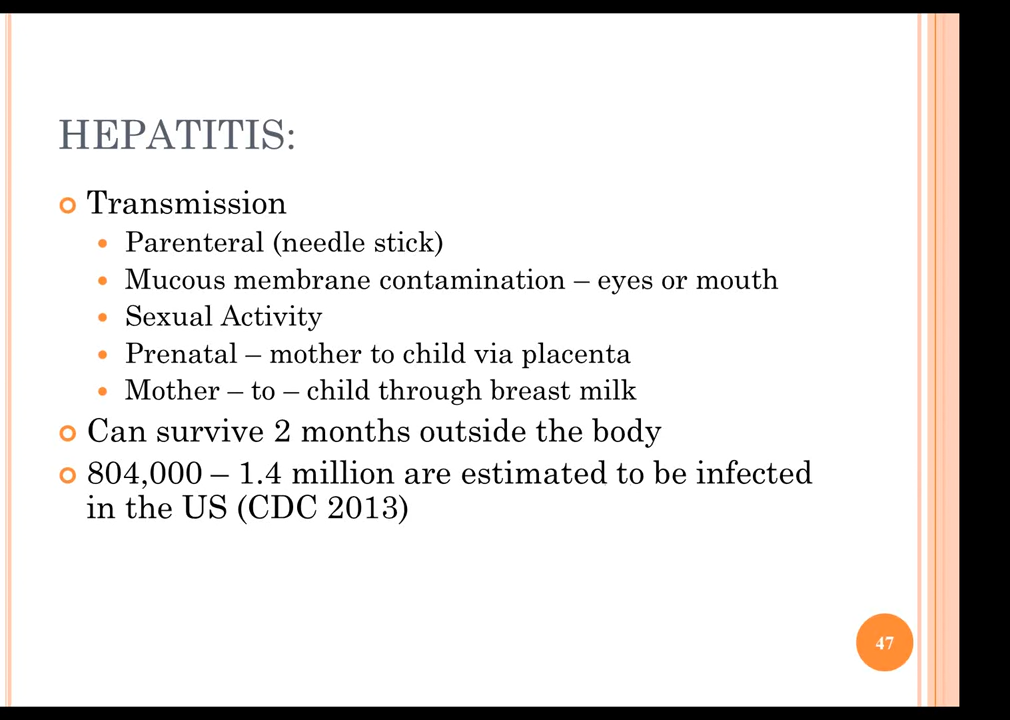 HEPATITIS:
Transmission
Parenteral (needle stick)
Mucous membrane contamination – eyes or mouth
Sexual Activity
Prenatal – mother to child via placenta
Mother – to – child through breast milk
Can survive 2 months outside the body
804,000 – 1.4 million are estimated to be infected
in the US (CDC 2013)
47